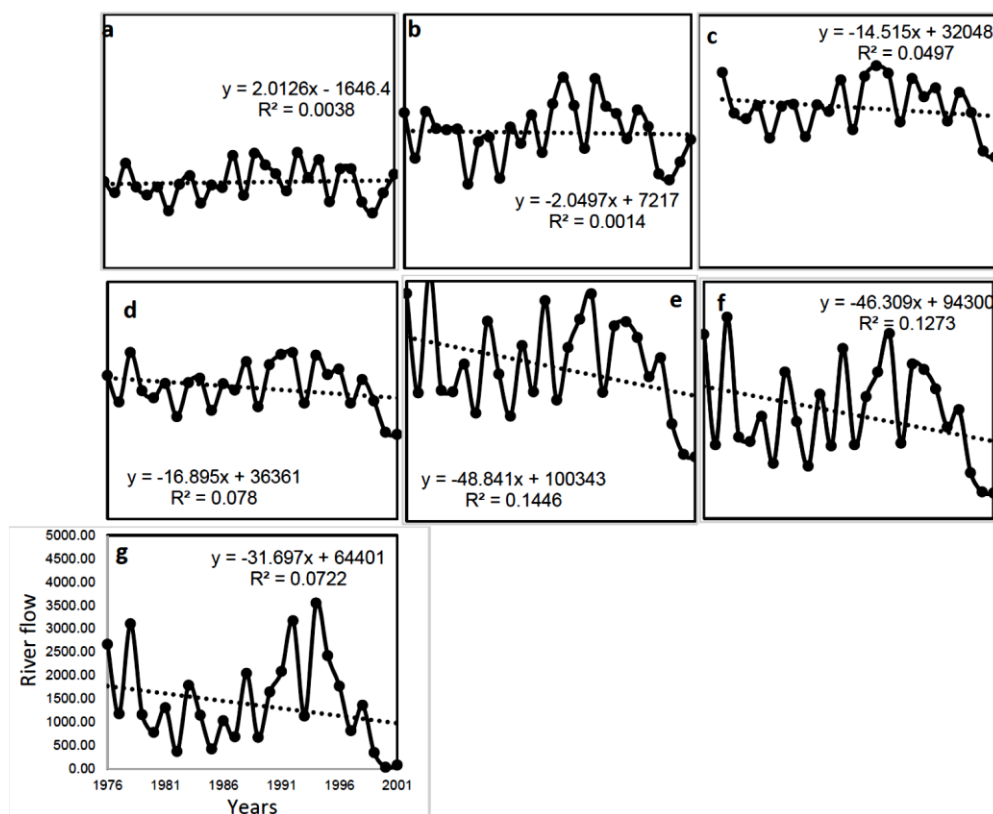 a
y = 2.0126x - 1646.4
R² = 0.0038
b
y = -2.0497x + 7217
R² = 0.0014
c
y = -14.515x + 32048
R² = 0.0497
d
y = -16.895x + 36361
R² = 0.078
e
y = -48.841x + 100343
R² = 0.1446
f
y = -46.309x + 94300
R² = 0.1273
g
y = -31.697x + 64401
R² = 0.0722
River flow
5000.00
4500.00
4000.00
3500.00
3000.00
2500.00
2000.00
1500.00
1000.00
500.00
0.00
1976 1981 1986 1991 1996 2001
Years